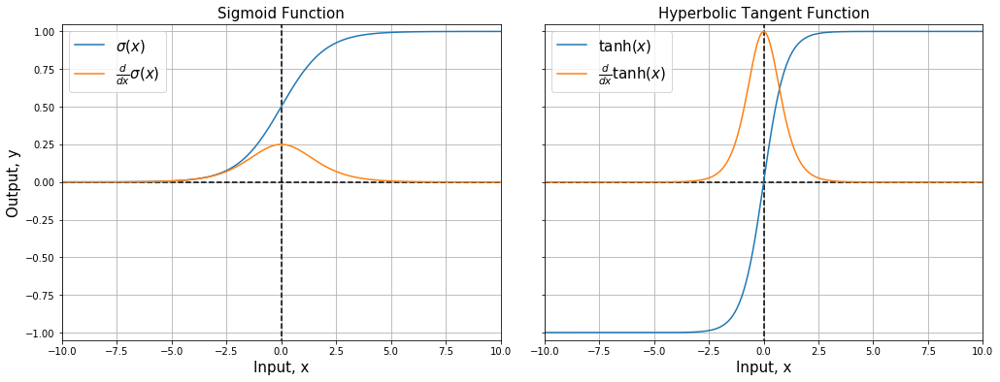 Sigmoid Function
σ(x)
d/dx σ(x)
1.00
0.75
0.50
0.25
0.00
−0.25
−0.50
−0.75
−1.00
Output, y
−10.0 −7.5 −5.0 −2.5 0.0 2.5 5.0 7.5 10.0
Input, x
Hyperbolic Tangent Function
tanh(x)
d/dx tanh(x)
−10.0 −7.5 −5.0 −2.5 0.0 2.5 5.0 7.5 10.0
Input, x